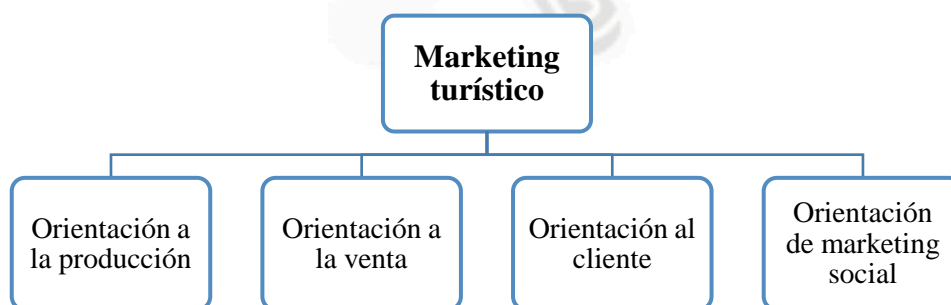 Marketing
turístico
Orientación a
la producción
Orientación a
la venta
Orientación al
cliente
Orientación
de marketing
social